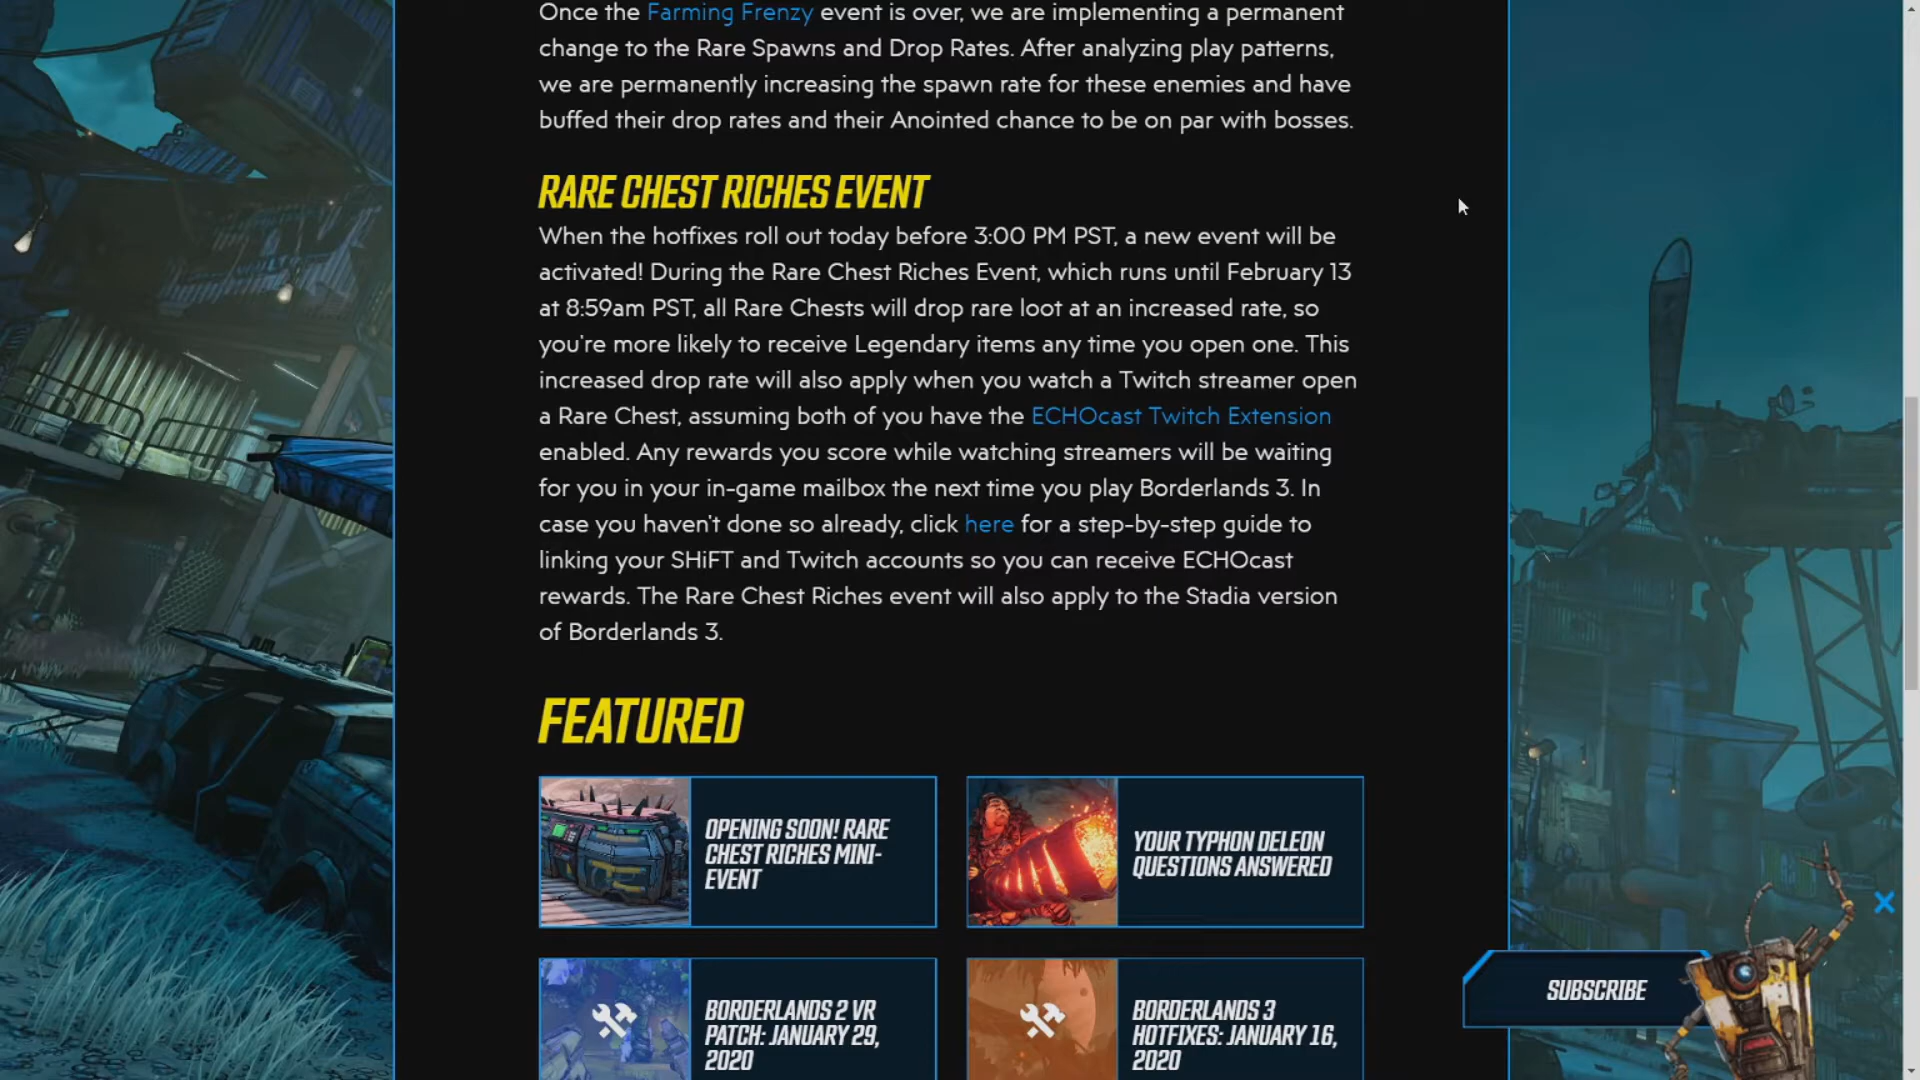 Once the Farming Frenzy event is over, we are implementing a permanent
change to the Rare Spawns and Drop Rates. After analyzing play patterns,
we are permanently increasing the spawn rate for these enemies and have
buffed their drop rates and their Anointed chance to be on par with bosses.
RARE CHEST RICHES EVENT
When the hotfixes roll out today before 3:00 PM PST, a new event will be
activated! During the Rare Chest Riches Event, which runs until February 13
at 8:59am PST, all Rare Chests will drop rare loot at an increased rate, so
you're more likely to receive Legendary items any time you open one. This
increased drop rate will also apply when you watch a Twitch streamer open
a Rare Chest, assuming both of you have the ECHOcast Twitch Extension
enabled. Any rewards you score while watching streamers will be waiting
for you in your in-game mailbox the next time you play Borderlands 3. In
case you haven't done so already, click here for a step-by-step guide to
linking your SHiFT and Twitch accounts so you can receive ECHOcast
rewards. The Rare Chest Riches event will also apply to the Stadia version
of Borderlands 3.
FEATURED
OPENING SOON! RARE
CHEST RICHES MINI-
EVENT
YOUR TYPHON DELEON
QUESTIONS ANSWERED
BORDERLANDS 2 VR
PATCH: JANUARY 29,
2020
BORDERLANDS 3
HOTFIXES: JANUARY 16,
2020
SUBSCRIBE